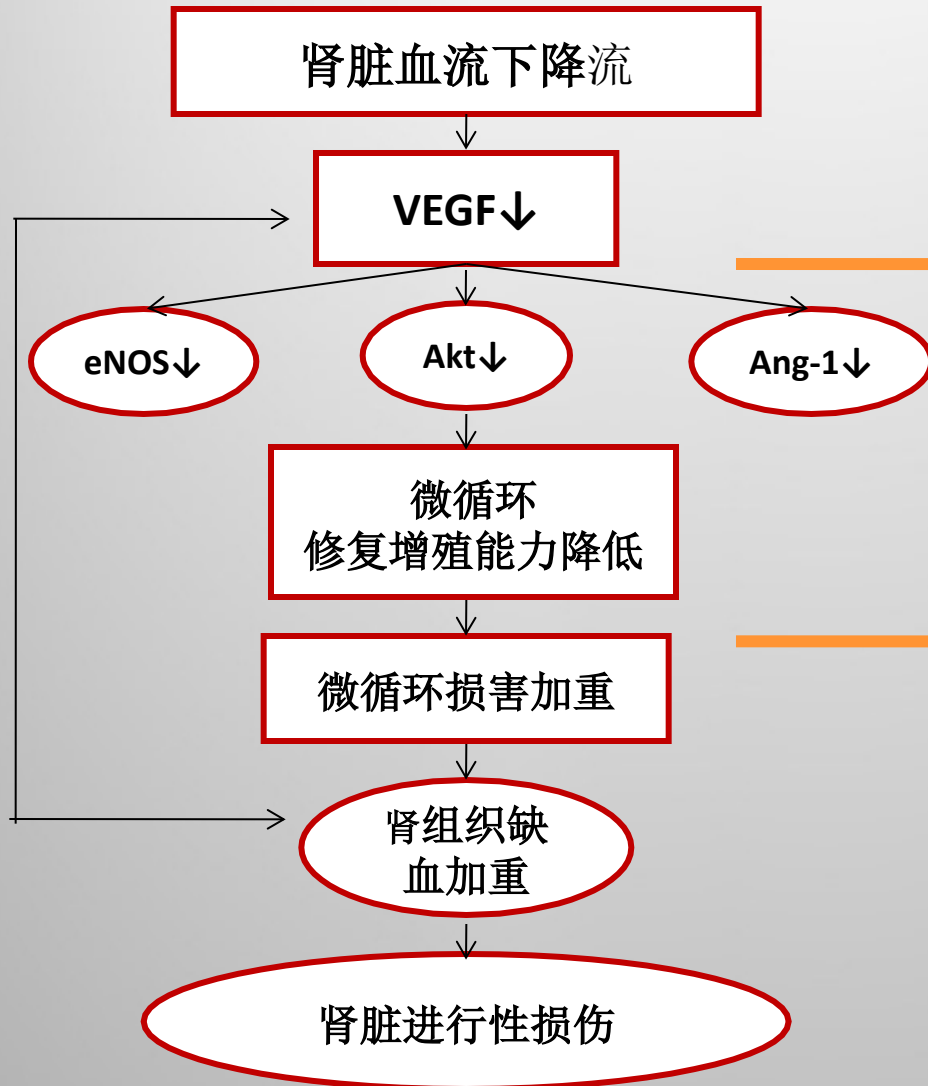 肾脏血流下降流
VEGF↓
eNOS↓
Akt↓
Ang-1↓
微循环
修复增殖能力降低
微循环损害加重
肾组织缺
血加重
肾脏进行性损伤